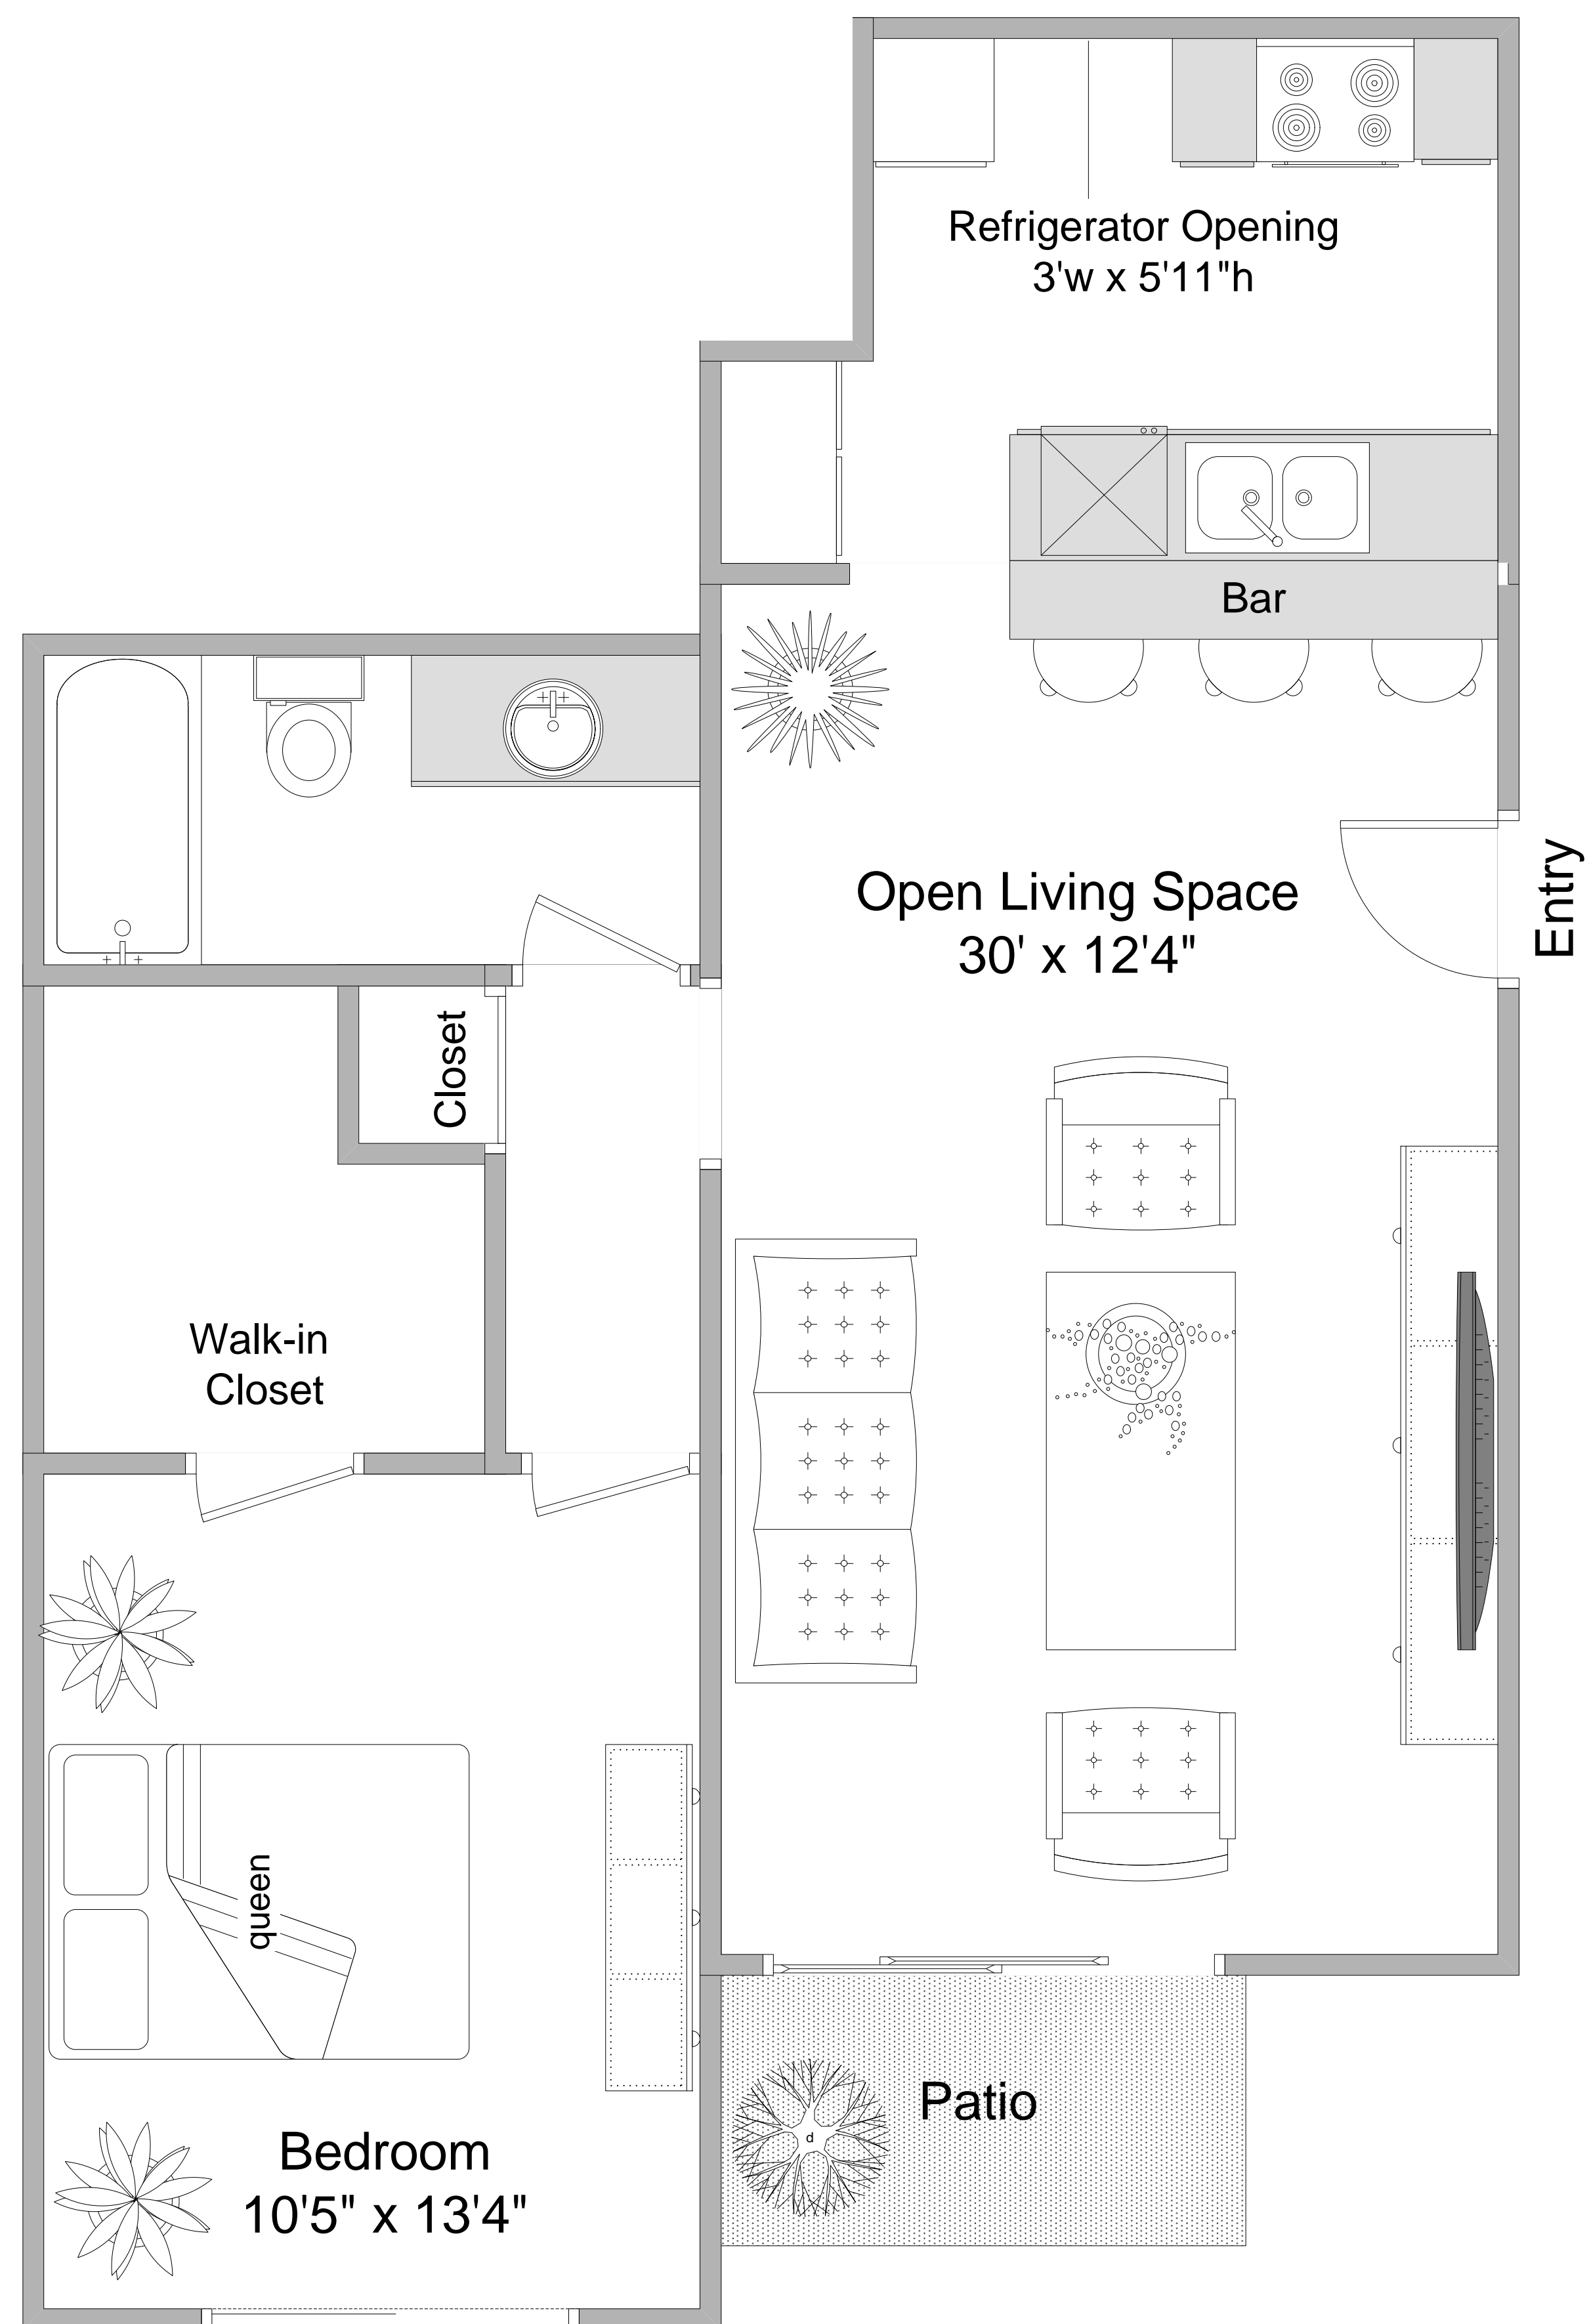 Refrigerator Opening
3'w x 5'11"h
Bar
Open Living Space
30' x 12'4"
Entry
Closet
Walk-in
Closet
queen
Patio
d
Bedroom
10'5" x 13'4"